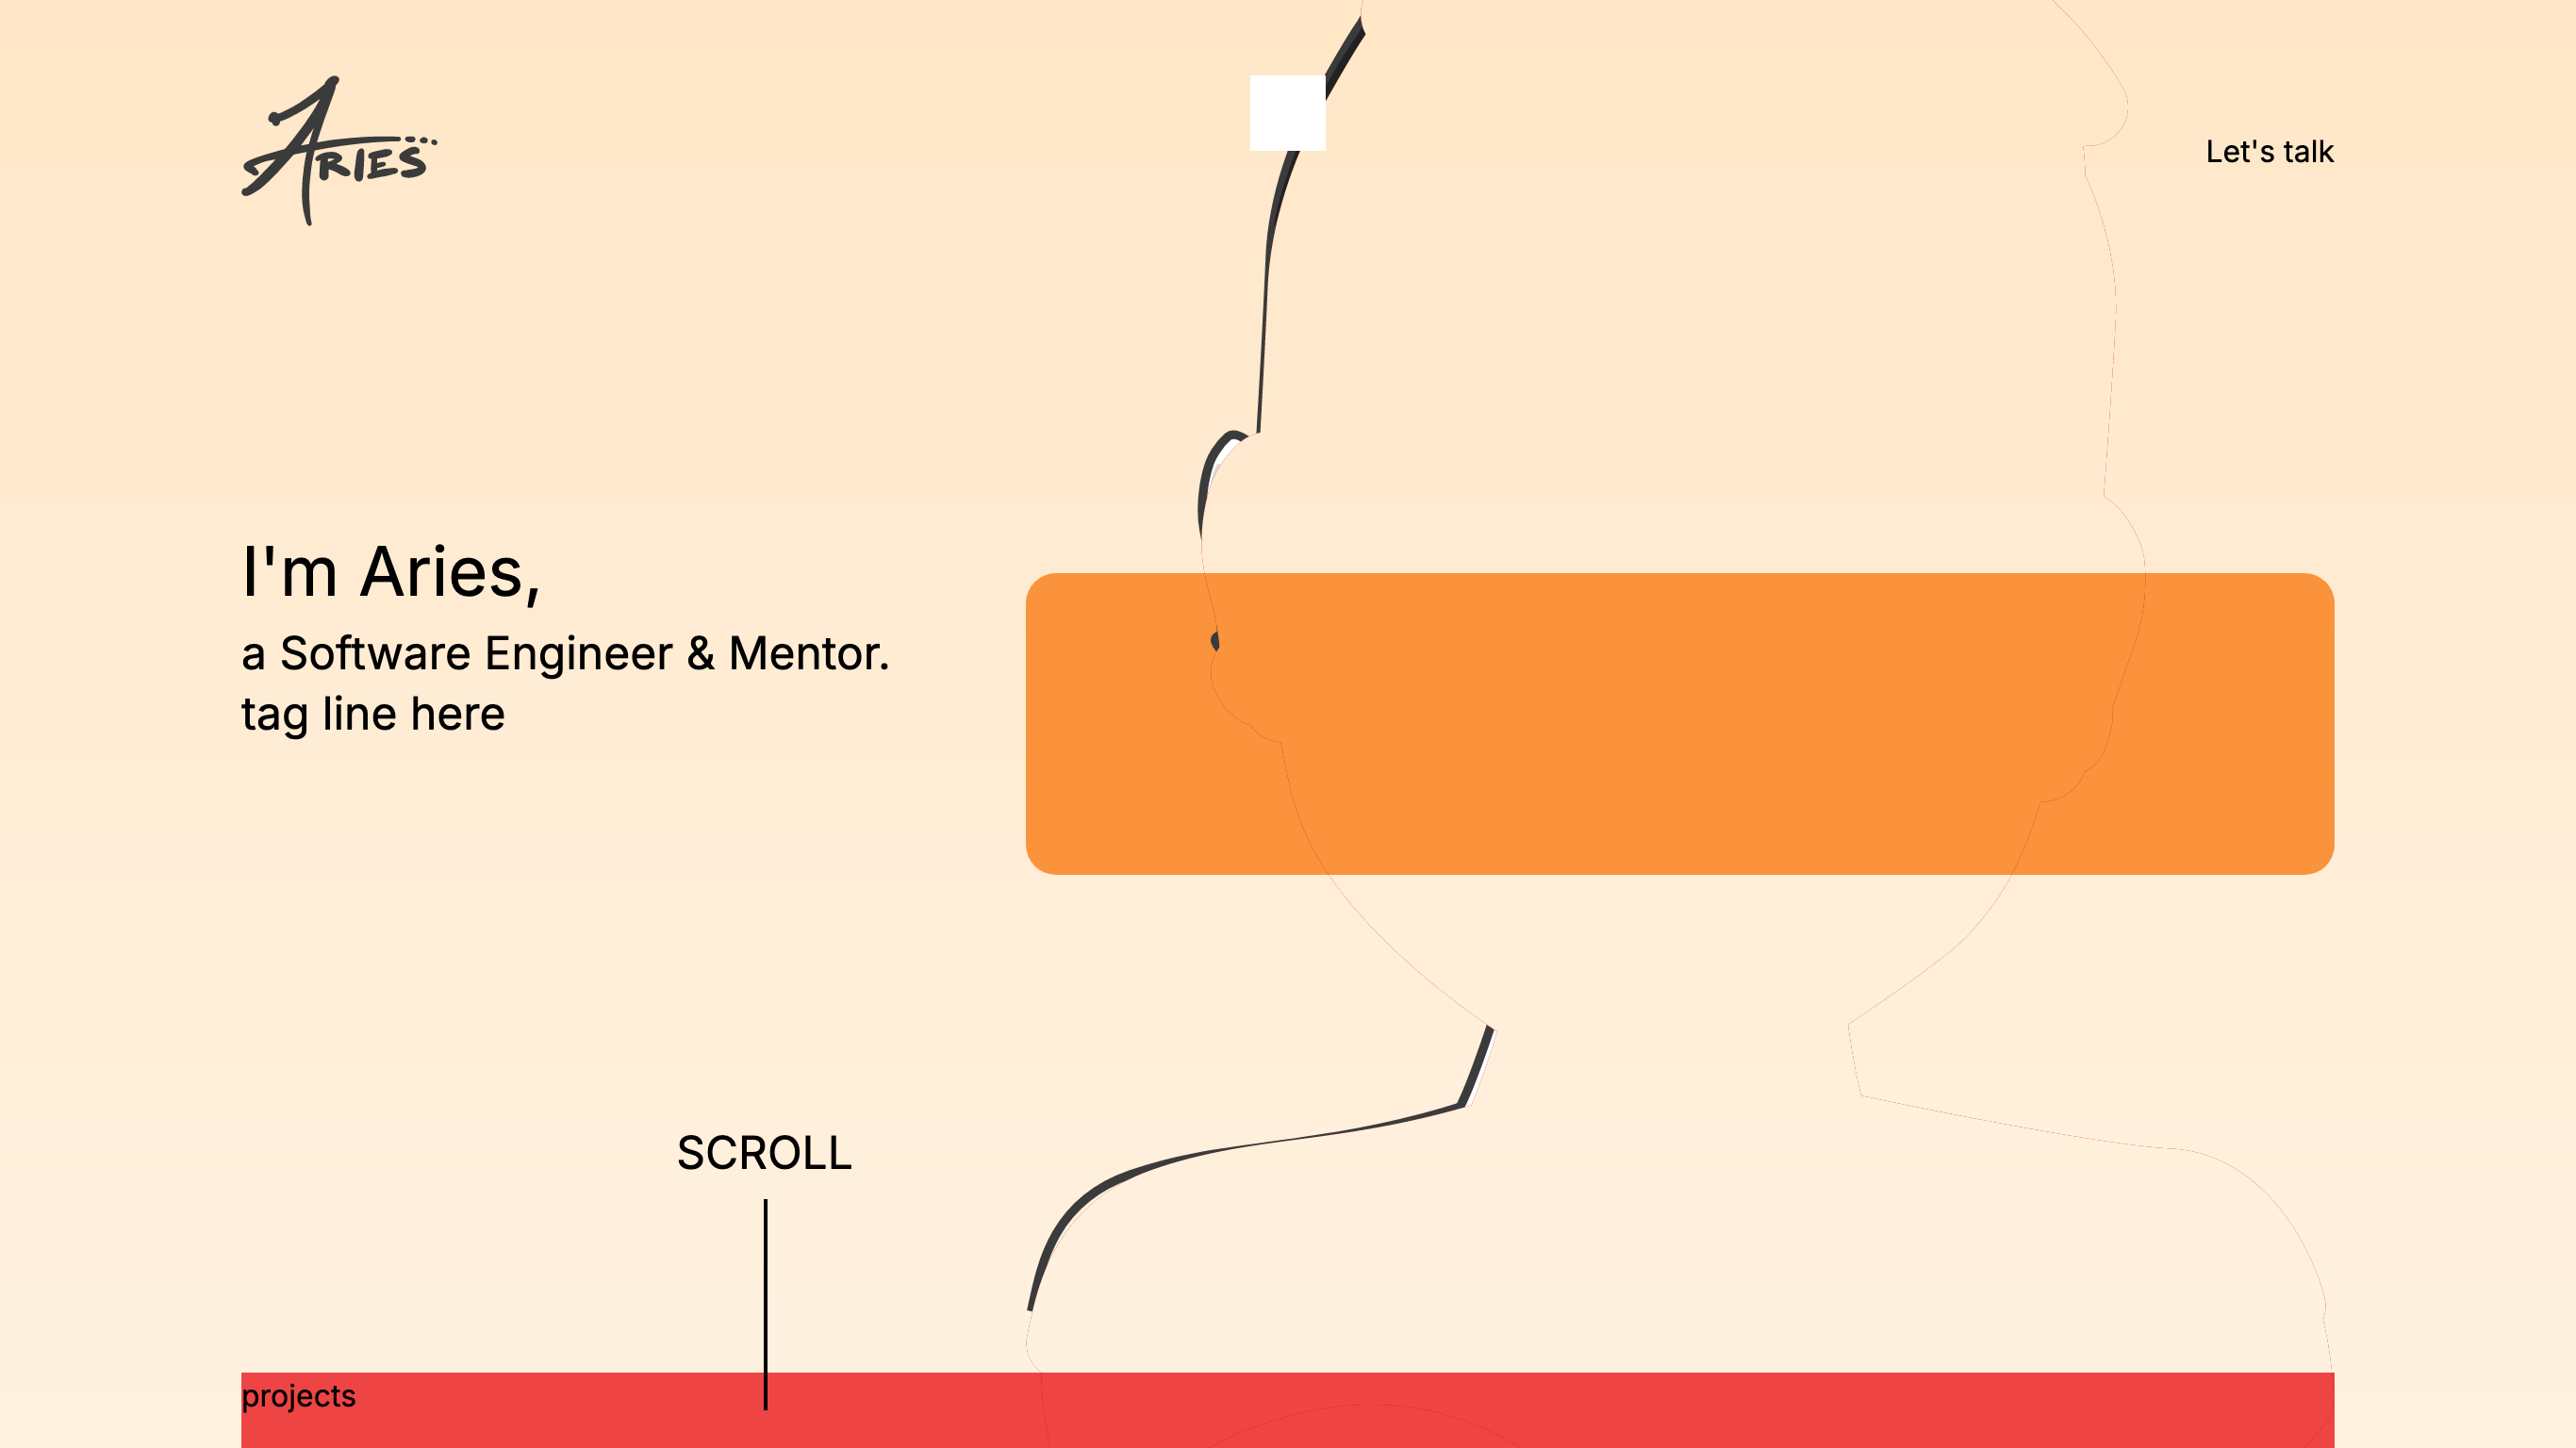 Aries
Let's talk
I'm Aries,
a Software Engineer & Mentor.
tag line here
SCROLL
projects